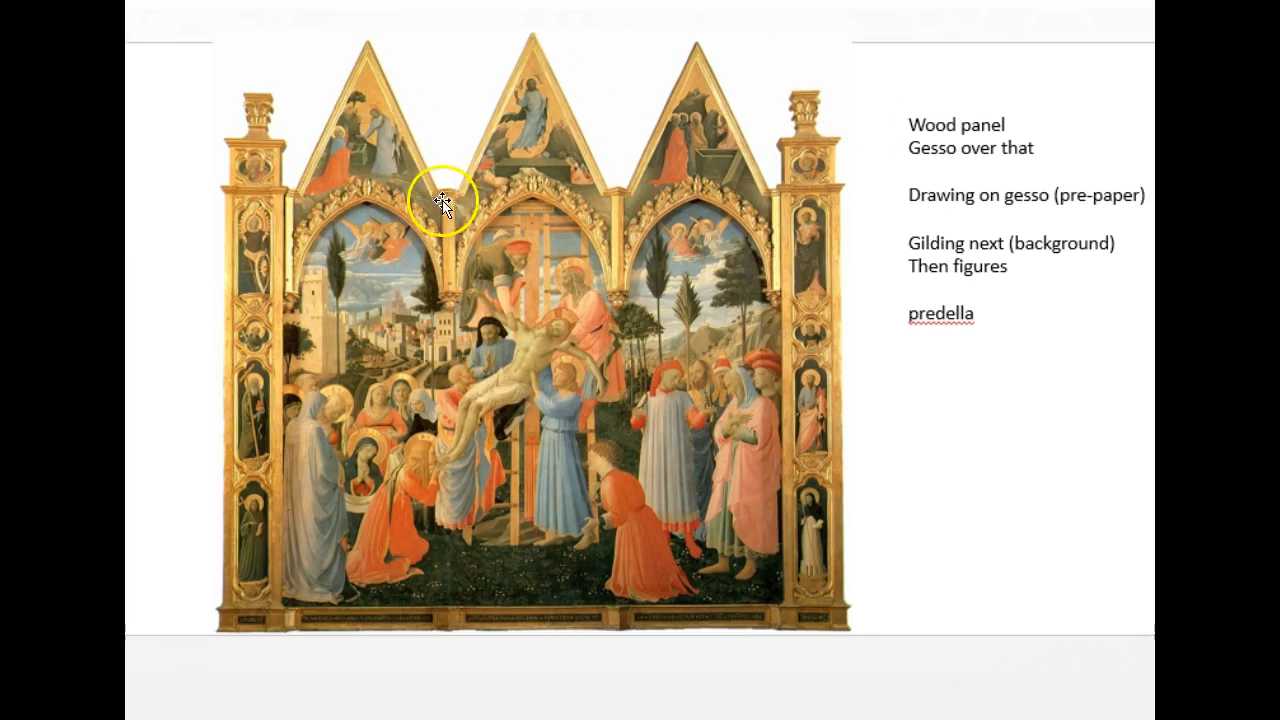 Wood panel
Gesso over that
Drawing on gesso (pre-paper)
Gilding next (background)
Then figures
predella